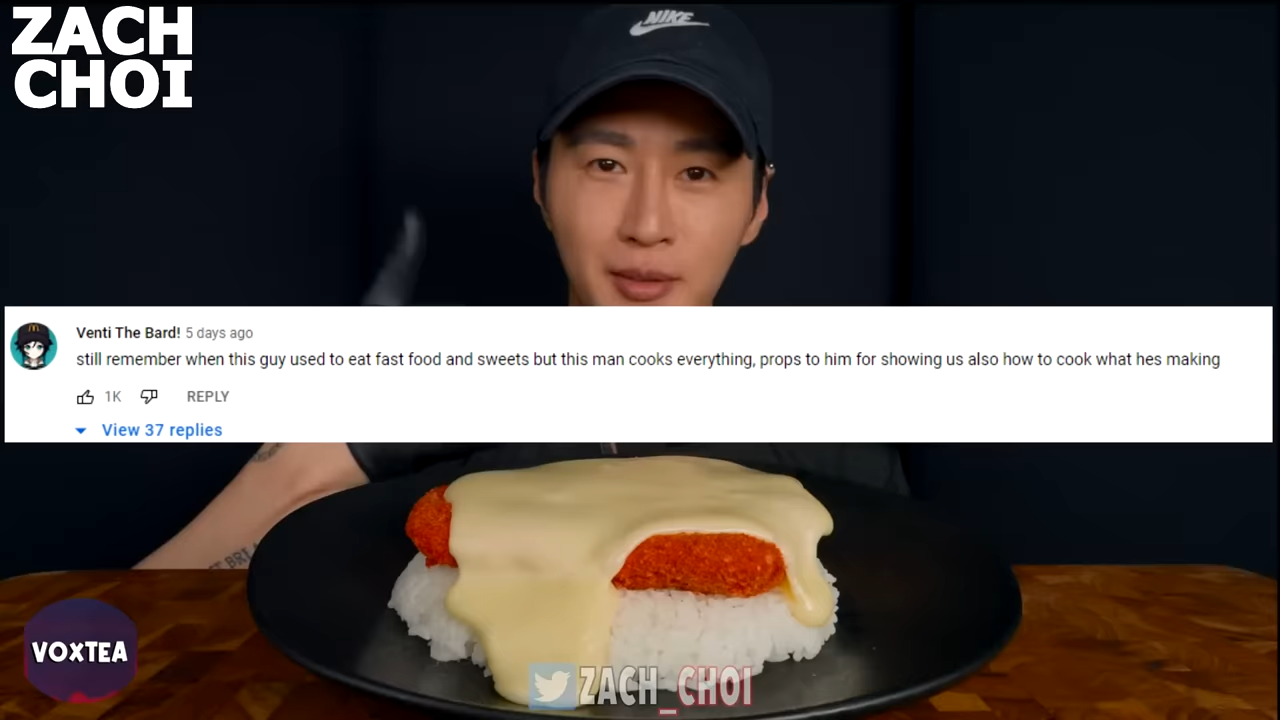 ZACH
CHOI
NIKE
Venti The Bard! 5 days ago
still remember when this guy used to eat fast food and sweets but this man cooks everything, props to him for showing us also how to cook what hes making
1K REPLY
View 37 replies
VOXTEA
ZACH_CHOI